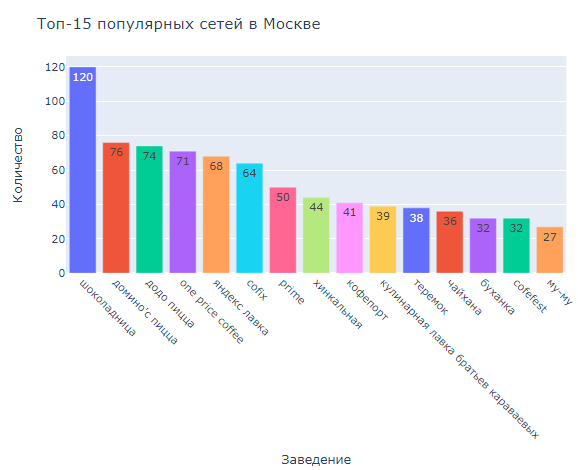 Топ-15 популярных сетей в Москве
Количество
120
100
80
60
40
20
0
120
76
74
71
68
64
50
44
41
39
38
36
32
32
27
шоколадница
домино'с пицца
додо пицца
one price coffee
яндекс лавка
cofix
prime
хинкальная
кофепорт
кулинарная лавка братьев караваевых
теремок
чайхана
буханка
cofefest
му-му
Заведение